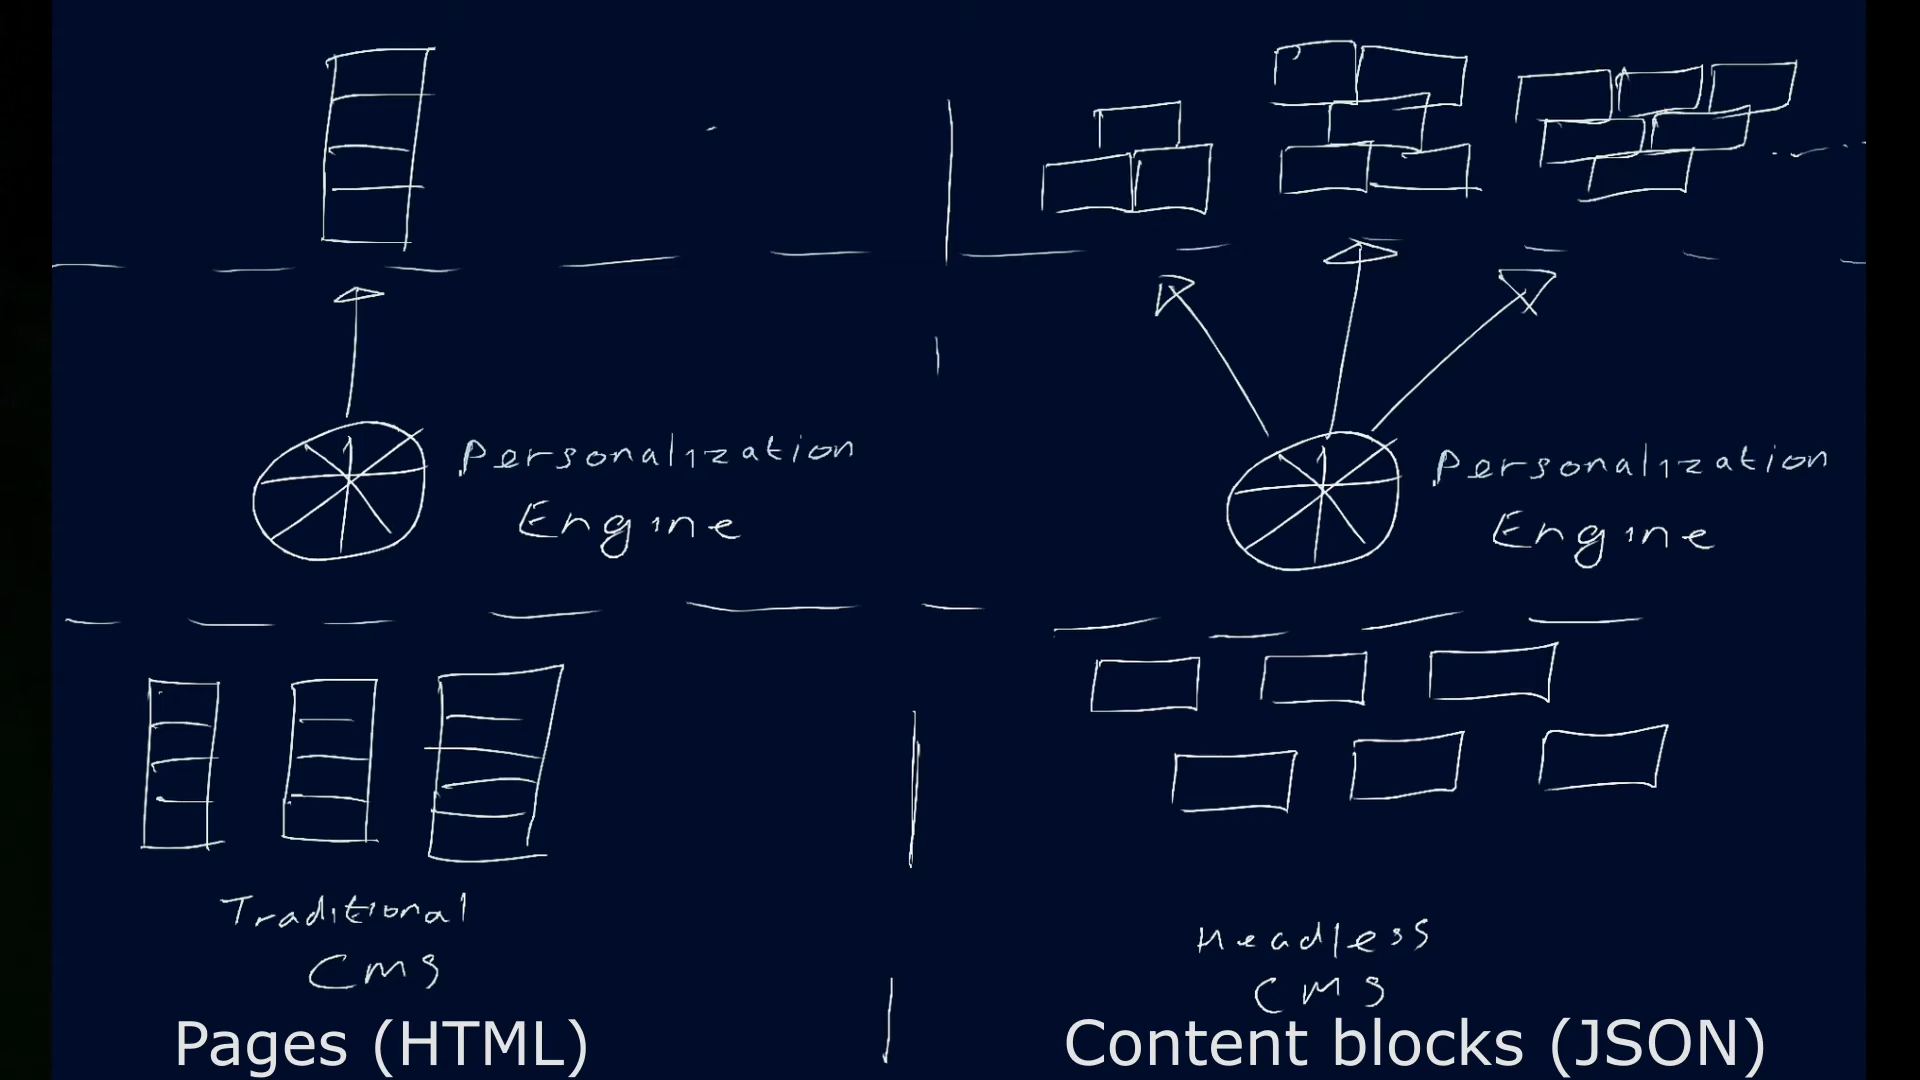 Personalization
Engine
Traditional
CMS
Pages (HTML)
Personalization
Engine
Headless
CMS
Content blocks (JSON)